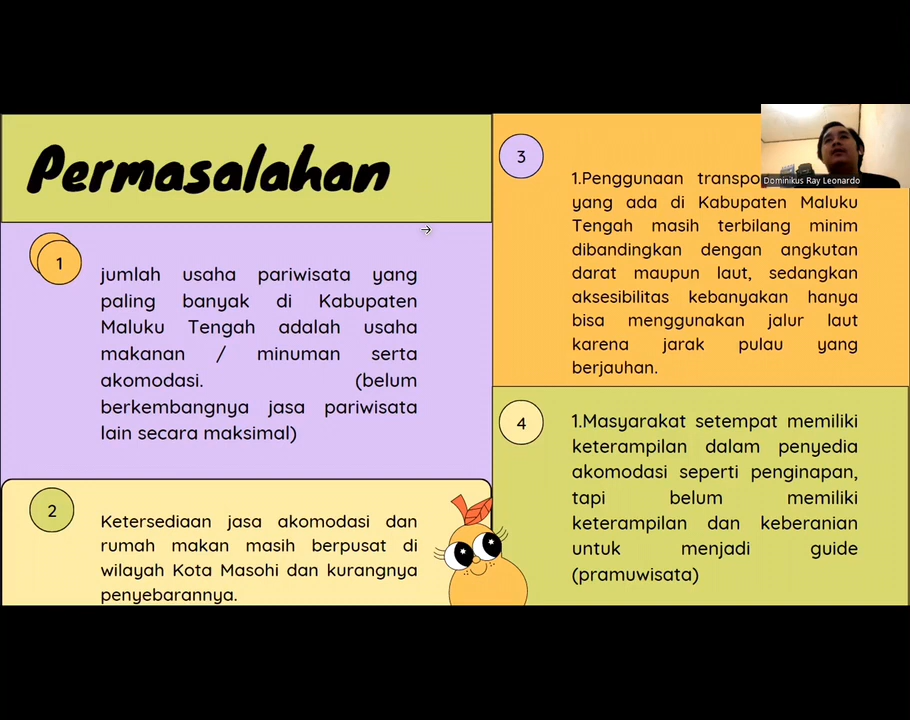 Permasalahan
1
jumlah usaha pariwisata yang
paling banyak di Kabupaten
Maluku Tengah adalah usaha
makanan / minuman serta
akomodasi. (belum
berkembangnya jasa pariwisata
lain secara maksimal)
2
Ketersediaan jasa akomodasi dan
rumah makan masih berpusat di
wilayah Kota Masohi dan kurangnya
penyebarannya.
3
1.Penggunaan
yang ada di Kabupaten Maluku
Tengah masih terbilang minim
dibandingkan dengan angkutan
darat maupun laut, sedangkan
aksesibilitas kebanyakan hanya
bisa menggunakan jalur laut
karena jarak pulau yang
berjauhan.
4
1.Masyarakat setempat memiliki
keterampilan dalam penyedia
akomodasi seperti penginapan,
tapi belum memiliki
keterampilan dan keberanian
untuk menjadi guide
(pramuwisata)
Dominikus Ray Leonardo